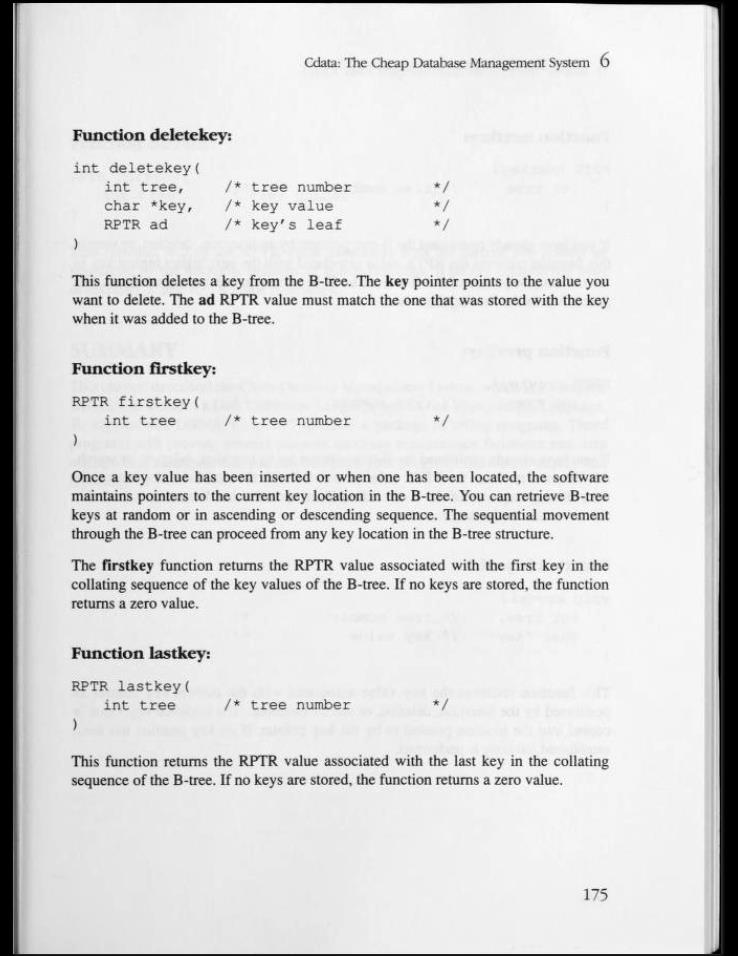 Cdata: The Cheap Database Management System 6
Function deletekey:
int deletekey(
int tree, /* tree number */
char *key, /* key value */
RPTR ad /* key's leaf */
)
This function deletes a key from the B-tree. The key pointer points to the value you
want to delete. The ad RPTR value must match the one that was stored with the key
when it was added to the B-tree.
Function firstkey:
RPTR firstkey(
int tree /* tree number */
)
Once a key value has been inserted or when one has been located, the software
maintains pointers to the current key location in the B-tree. You can retrieve B-tree
keys at random or in ascending or descending sequence. The sequential movement
through the B-tree can proceed from any key location in the B-tree structure.
The firstkey function returns the RPTR value associated with the first key in the
collating sequence of the key values of the B-tree. If no keys are stored, the function
returns a zero value.
Function lastkey:
RPTR lastkey(
int tree /* tree number */
)
This function returns the RPTR value associated with the last key in the collating
sequence of the B-tree. If no keys are stored, the function returns a zero value.
175